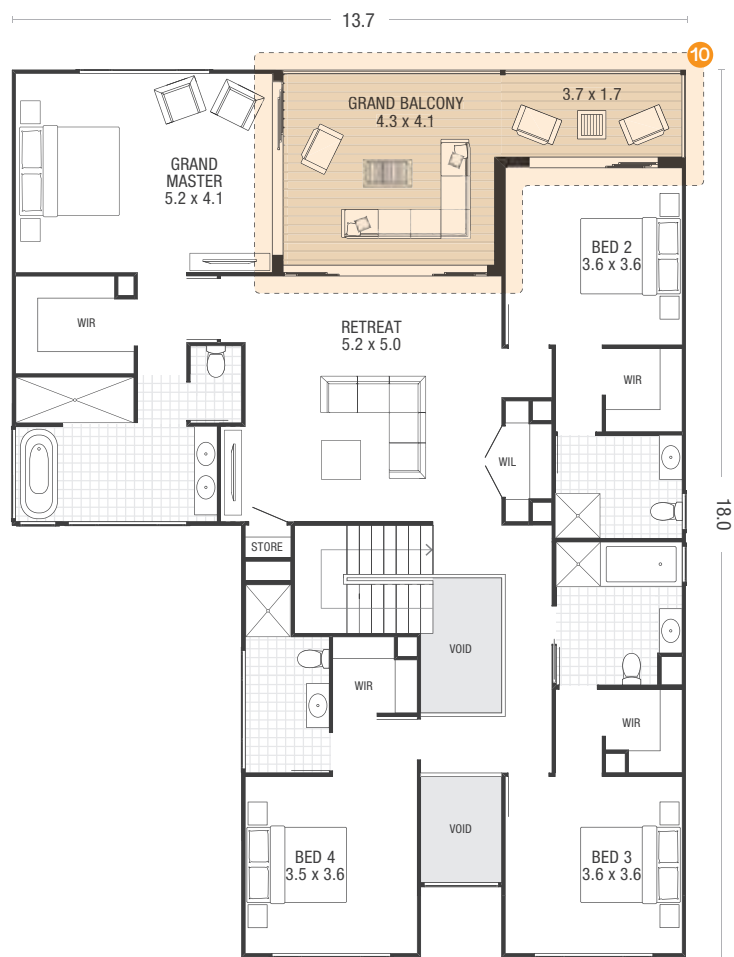 13.7
10
GRAND BALCONY
4.3 x 4.1
3.7 x 1.7
GRAND
MASTER
5.2 x 4.1
BED 2
3.6 x 3.6
WIR
RETREAT
5.2 x 5.0
WIR
WIL
18.0
STORE
VOID
WIR
WIR
VOID
BED 4
3.5 x 3.6
BED 3
3.6 x 3.6